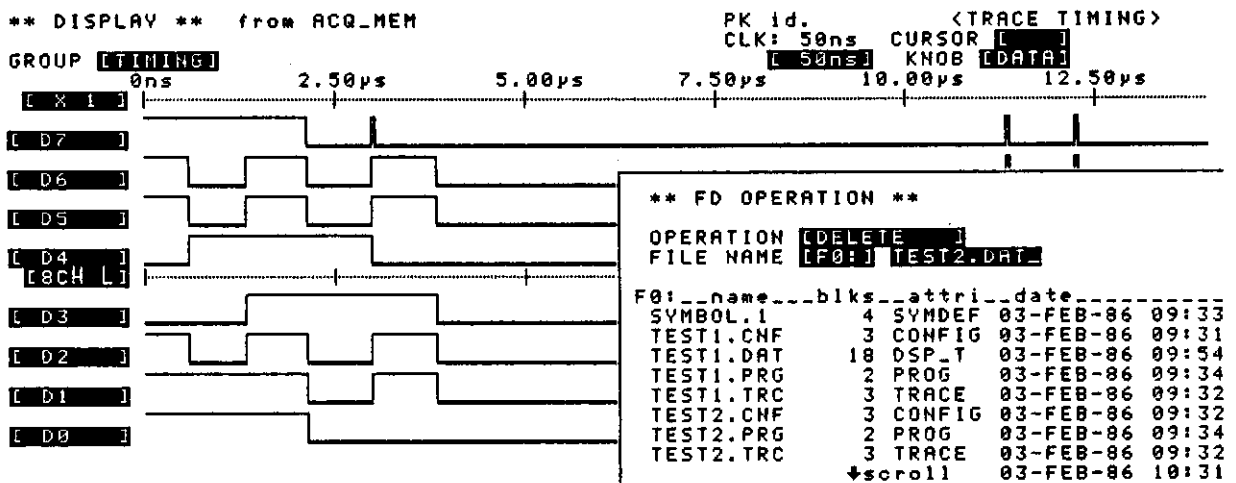 ** DISPLAY ** from ACQ_MEM PK id. <TRACE TIMING>
CLK: 50ns CURSOR [ ]
GROUP [TIMING] [ 50ns] KNOB [DATA]
0ns 2.50µs 5.00µs 7.50µs 10.00µs 12.50µs
[ X 1 ]
[ D7 ]
[ D6 ]
[ D5 ]
[ D4 ]
[8CH L]
[ D3 ]
[ D2 ]
[ D1 ]
[ D0 ]
** FD OPERATION **
OPERATION [DELETE ]
FILE NAME [F0:] TEST2.DAT_
F0:__name___blks__attri__date___________
SYMBOL.1 4 SYMDEF 03-FEB-86 09:33
TEST1.CNF 3 CONFIG 03-FEB-86 09:31
TEST1.DAT 18 DSP_T 03-FEB-86 09:54
TEST1.PRG 2 PROG 03-FEB-86 09:34
TEST1.TRC 3 TRACE 03-FEB-86 09:32
TEST2.CNF 3 CONFIG 03-FEB-86 09:32
TEST2.PRG 2 PROG 03-FEB-86 09:34
TEST2.TRC 3 TRACE 03-FEB-86 09:32
↓scroll 03-FEB-86 10:31